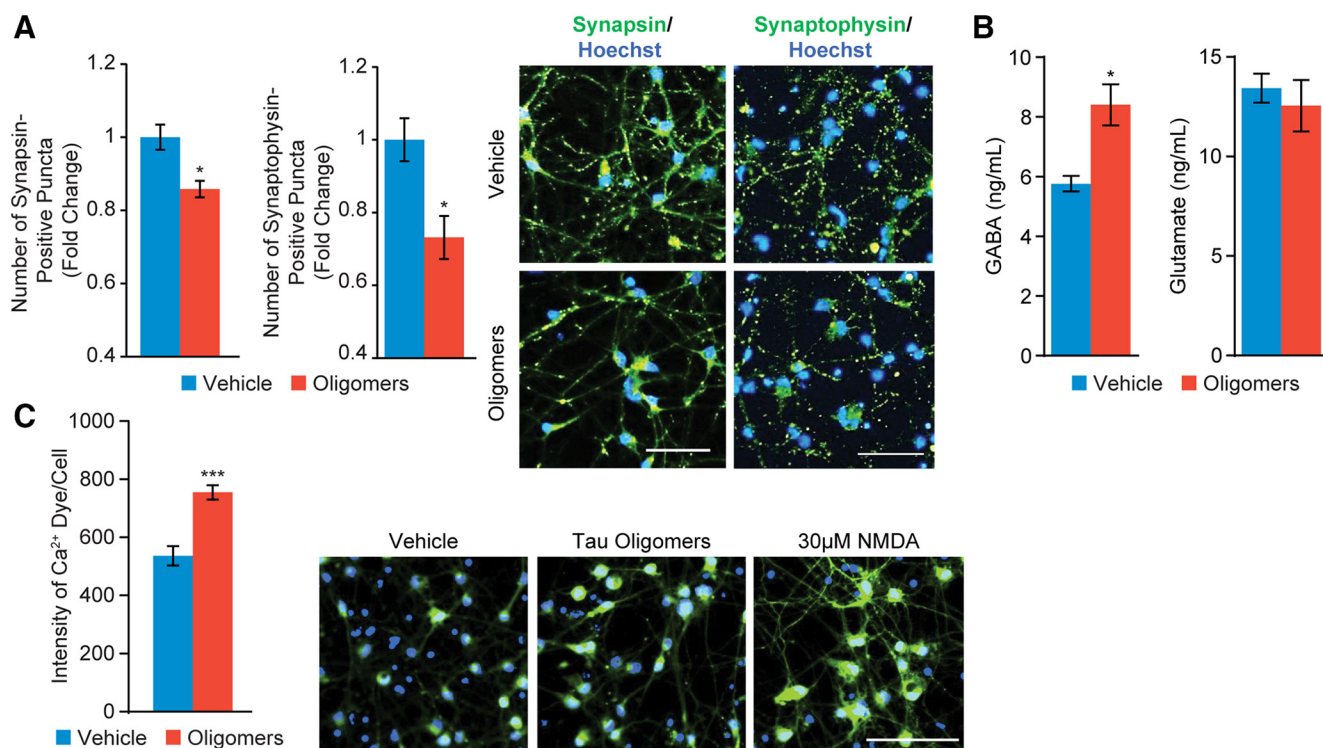 A
Number of Synapsin-
Positive Puncta
(Fold Change)
1.2
1
0.8
0.6
0.4
*
Number of Synaptophysin-
Positive Puncta
(Fold Change)
1.2
1
0.8
0.6
0.4
*
Vehicle Oligomers
Synapsin/
Hoechst
Synaptophysin/
Hoechst
Vehicle
Oligomers
B
GABA (ng/mL)
10
8
6
4
2
0
*
Glutamate (ng/mL)
15
10
5
0
Vehicle Oligomers
C
Intensity of Ca²⁺ Dye/Cell
1000
800
600
400
200
0
***
Vehicle Oligomers
Vehicle
Tau Oligomers
30µM NMDA